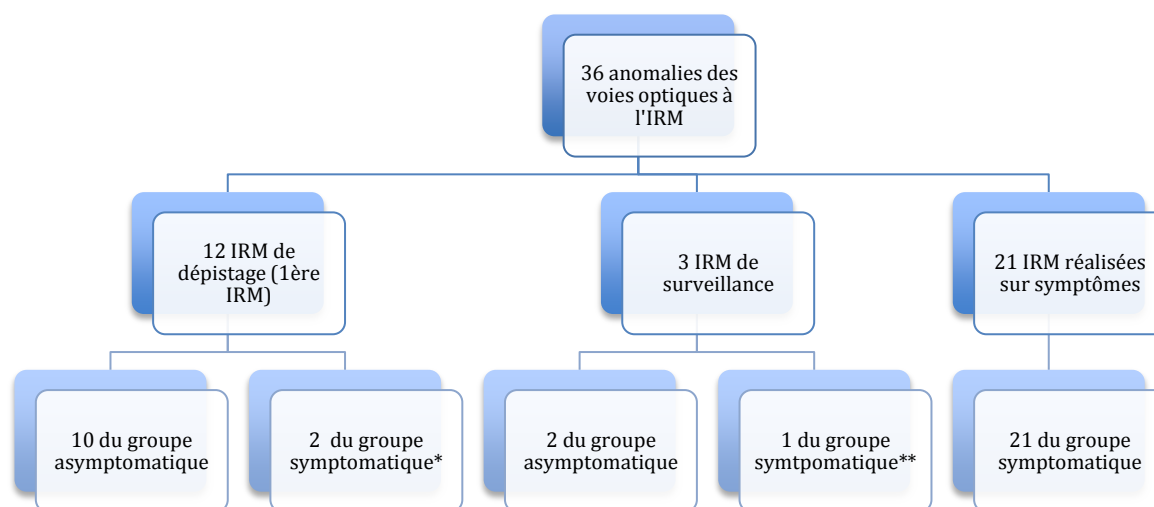 36 anomalies des
voies optiques à
l'IRM
12 IRM de
dépistage (1ère
IRM)
3 IRM de
surveillance
21 IRM réalisées
sur symptômes
10 du groupe
asymptomatique
2 du groupe
symtomatique*
2 du groupe
asymptomatique
1 du groupe
symtpomatique**
21 du groupe
symptomatique